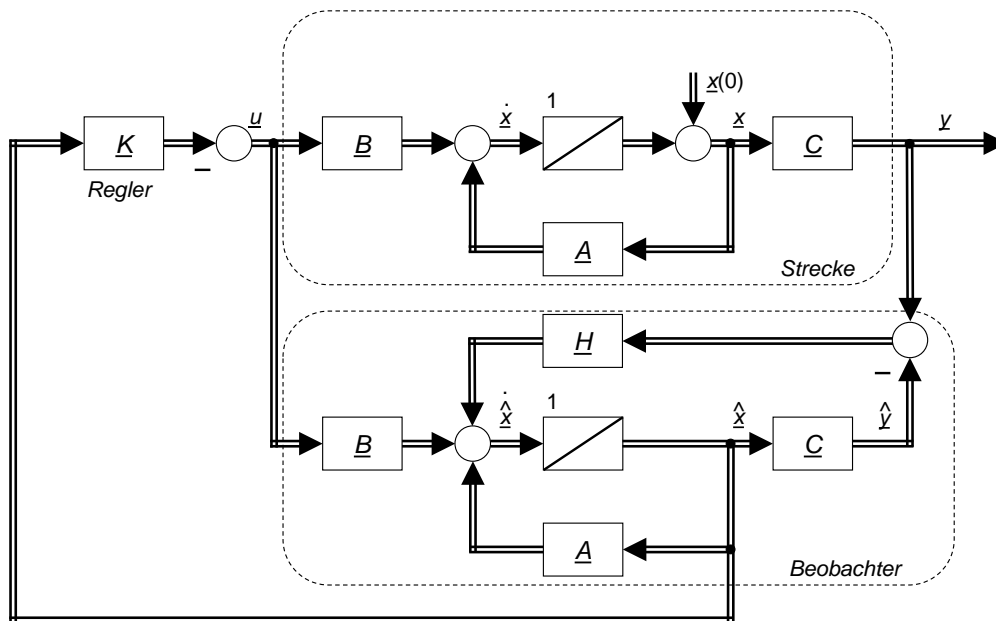 x(0)
1
u
ẋ
x
y
K
B
C
−
Regler
A
Strecke
H
−
1
x̂̇
x̂
ŷ
B
C
A
Beobachter